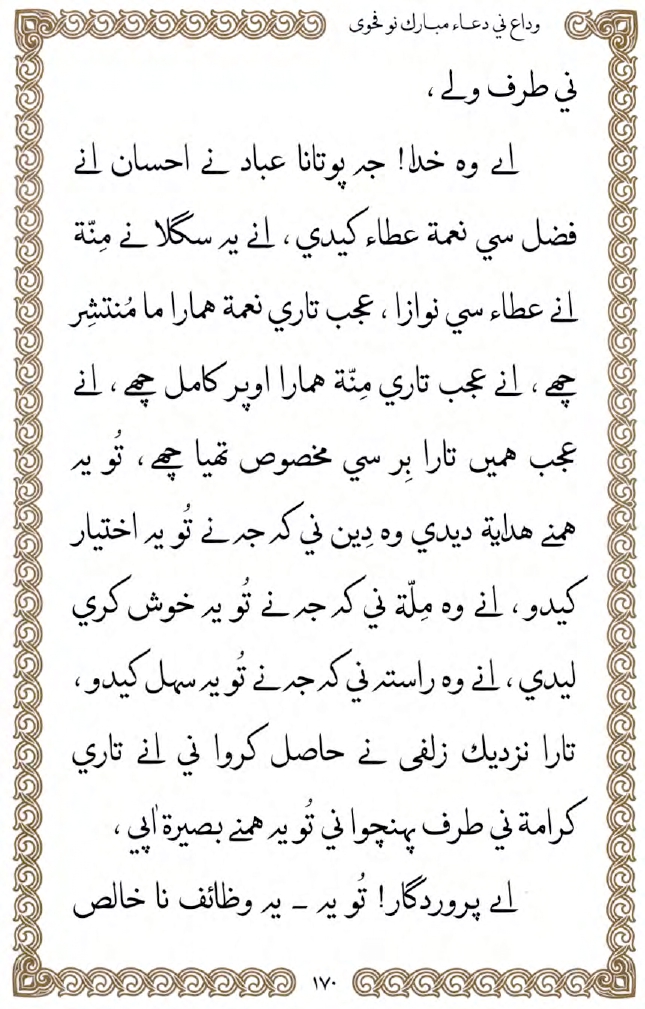 وداع ني دعاء مبارك نو فحوى
ني طرف ولے ،
اے وہ خدا! جہ پوتانا عباد نے احسان انے
فضل سي نعمة عطاء كيدي ، انے يہ سگلا نے مِنّة
انے عطاء سي نوازا ، عجب تاري نعمة همارا ما مُنتشِر
چھے ، انے عجب تاري مِنّة همارا اوپر كامل چھے ، انے
عجب همیں تارا بِر سي مخصوص تھيا چھے ، تُو يہ
همنے هداية ديدي وہ دِين ني كہ جہ نے تُو يہ اختيار
كيدو ، انے وہ مِلّة ني كہ جہ نے تُو يہ خوش كري
ليدي ، انے وہ راستہ ني كہ جہ نے تُو يہ سہل كيدو ،
تارا نزديك زلفى نے حاصل كروا ني انے تاري
كرامة ني طرف پہنچوا ني تُو يہ همنے بصيرة اٰپي ،
اے پروردگار! تُو يہ – يہ وظائف نا خالص
١٧٠